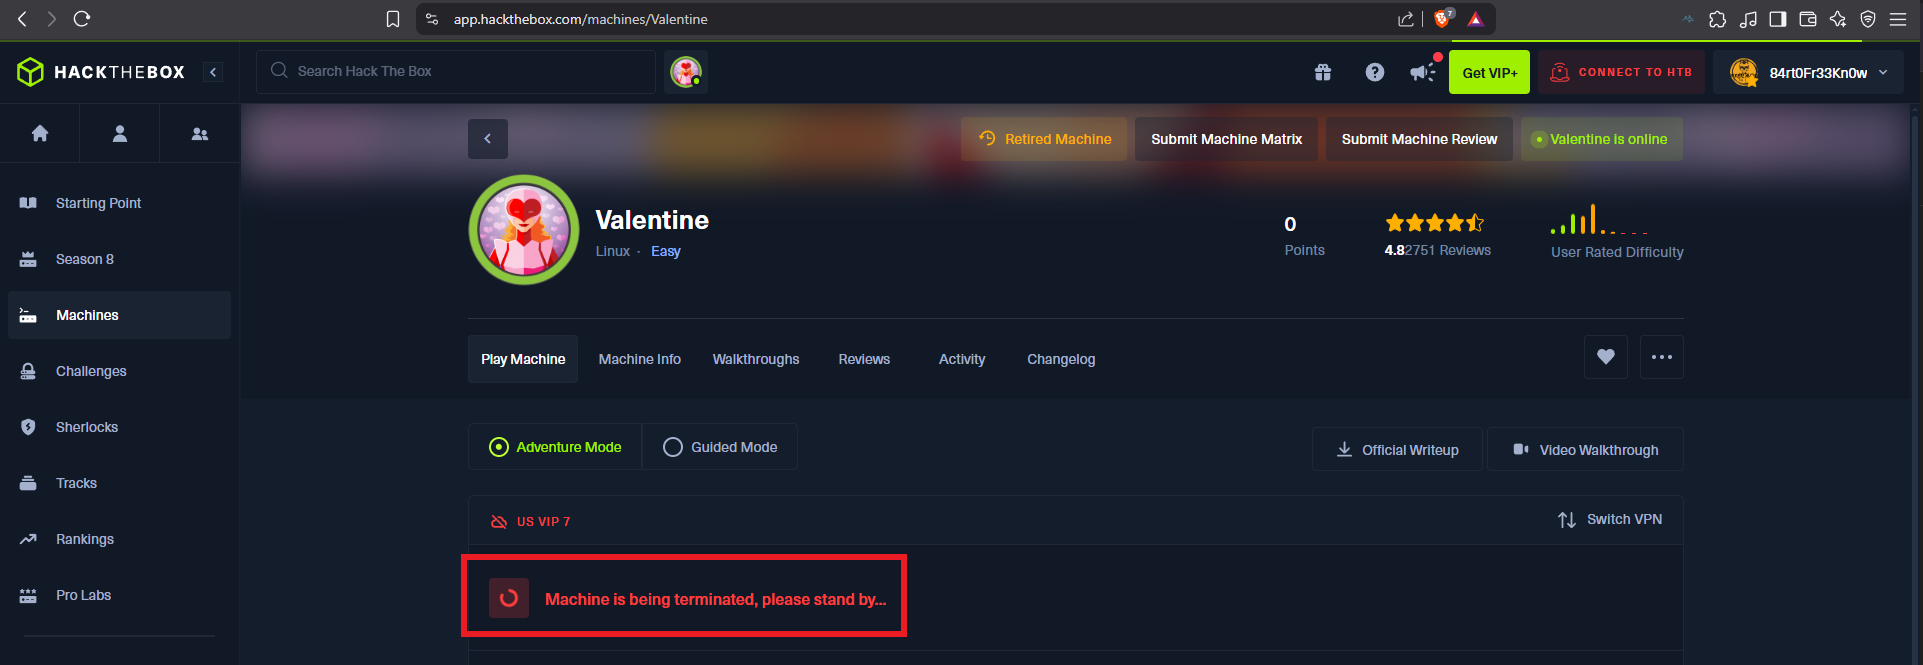 app.hackthebox.com/machines/Valentine
7
HACKTHEBOX
Search Hack The Box
Get VIP+
CONNECT TO HTB
84rt0Fr33Kn0w
Retired Machine
Submit Machine Matrix
Submit Machine Review
Valentine is online
Starting Point
Season 8
Machines
Challenges
Sherlocks
Tracks
Rankings
Pro Labs
Valentine
Linux · Easy
0
Points
4.82751 Reviews
User Rated Difficulty
Play Machine
Machine Info
Walkthroughs
Reviews
Activity
Changelog
Adventure Mode
Guided Mode
Official Writeup
Video Walkthrough
US VIP 7
Switch VPN
Machine is being terminated, please stand by...